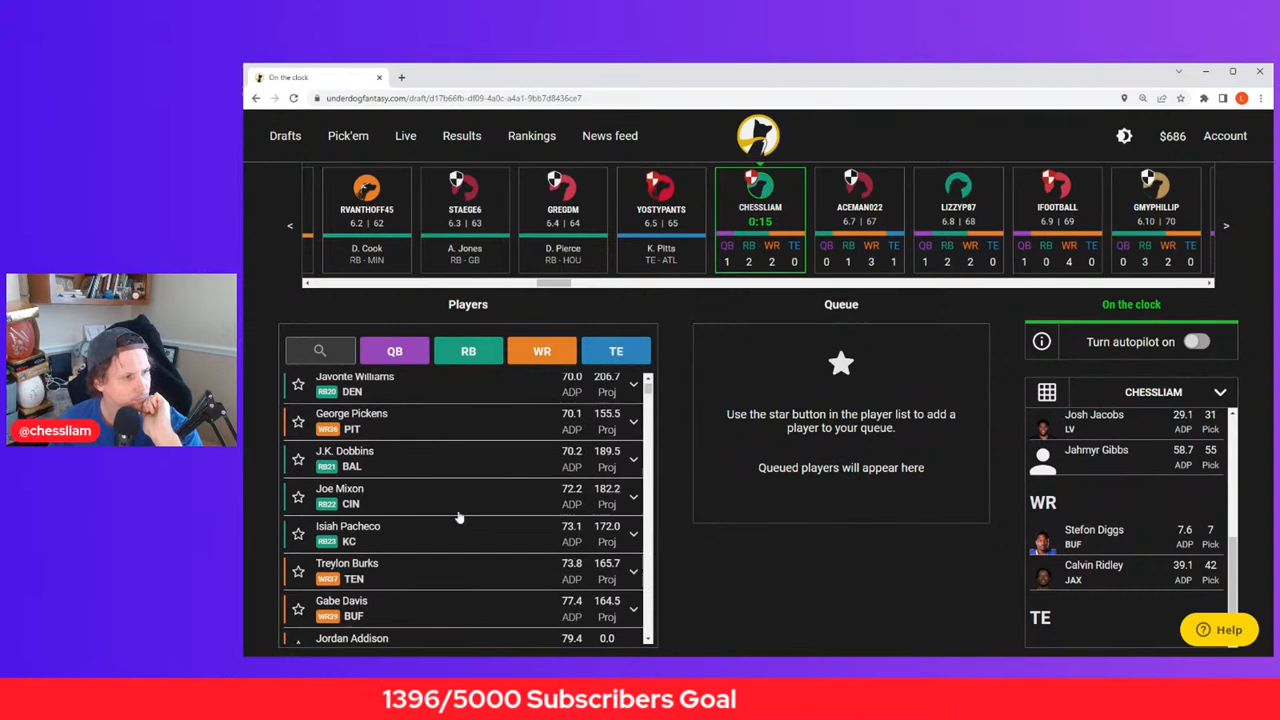 On the clock
underdogfantasy.com/draft/d17b66fb-df09-4a0c-a4a1-9bb7d8436ce7
L
Drafts Pick'em Live Results Rankings News feed $686 Account
<
RVANTHOFF45
6.2 | 62
D. Cook
RB - MIN
STAEGE6
6.3 | 63
A. Jones
RB - GB
GREGDM
6.4 | 64
D. Pierce
RB - HOU
YOSTYPANTS
6.5 | 65
K. Pitts
TE - ATL
CHESSLIAM
0:15
QB RB WR TE
1 2 2 0
ACEMAN022
6.7 | 67
QB RB WR TE
0 1 3 1
LIZZYP87
6.8 | 68
QB RB WR TE
1 2 2 0
IFOOTBALL
6.9 | 69
QB RB WR TE
1 0 4 0
GMYPHILLIP
6.10 | 70
QB RB WR TE
0 3 2 0
>
Players
QB RB WR TE
Javonte Williams 70.0 206.7
RB20 DEN ADP Proj
George Pickens 70.1 155.5
WR36 PIT ADP Proj
J.K. Dobbins 70.2 189.5
RB21 BAL ADP Proj
Joe Mixon 72.2 182.2
RB22 CIN ADP Proj
Isiah Pacheco 73.1 172.0
RB23 KC ADP Proj
Treylon Burks 73.8 165.7
WR37 TEN ADP Proj
Gabe Davis 77.4 164.5
WR39 BUF ADP Proj
Jordan Addison 79.4 0.0
Queue
Use the star button in the player list to add a
player to your queue.
Queued players will appear here
On the clock
Turn autopilot on
CHESSLIAM
Josh Jacobs 29.1 31
LV ADP Pick
Jahmyr Gibbs 58.7 55
ADP Pick
WR
Stefon Diggs 7.6 7
BUF ADP Pick
Calvin Ridley 39.1 42
JAX ADP Pick
TE
Help
@chessliam
1396/5000 Subscribers Goal